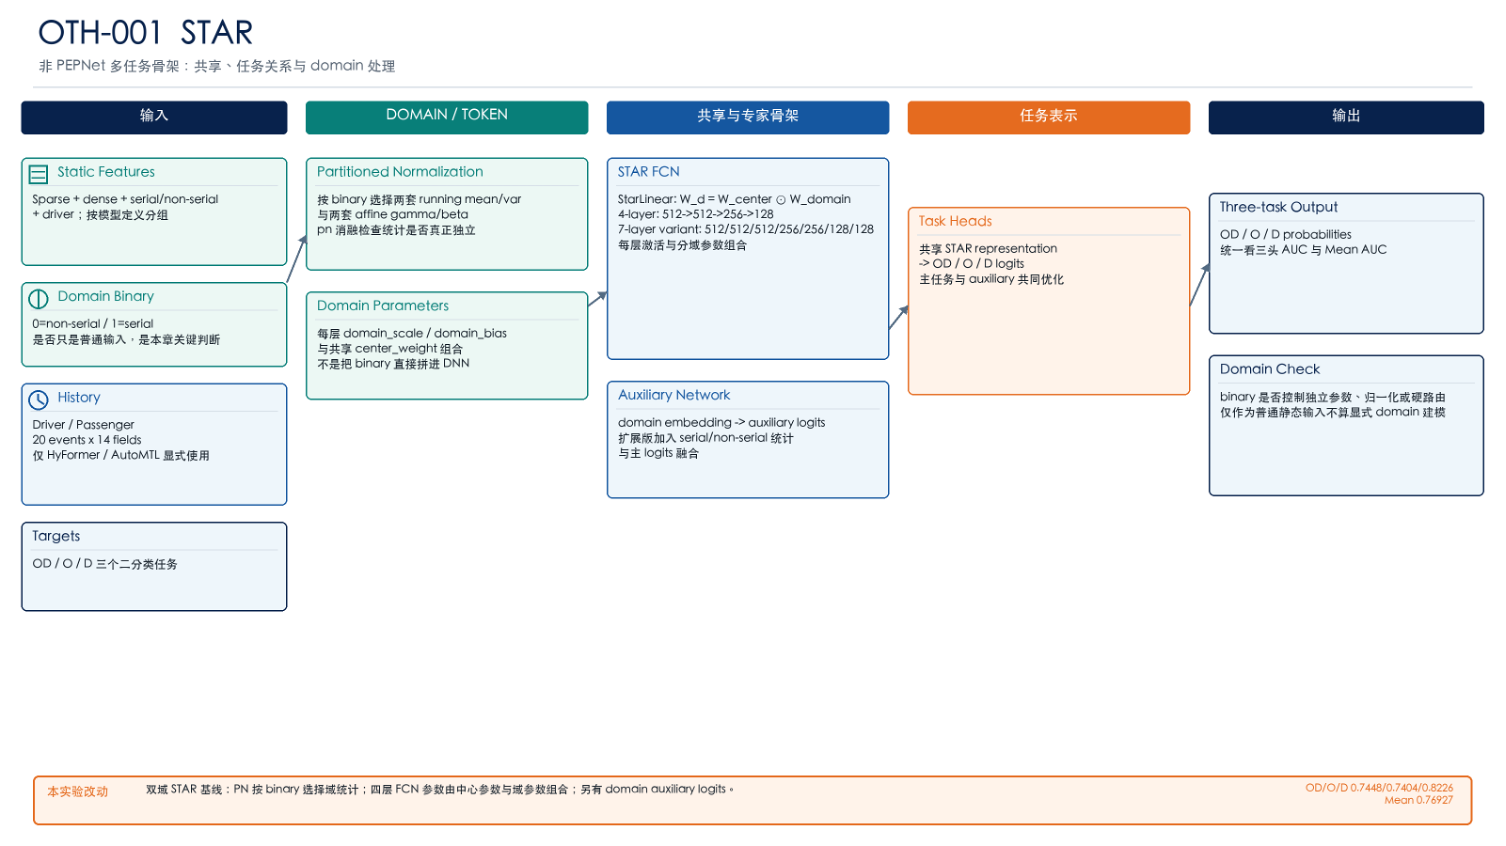 OTH-001 STAR
非 PEPNet 多任务骨架：共享、任务关系与 domain 处理
输入
Static Features
Sparse + dense + serial/non-serial
+ driver；按模型定义分组
Domain Binary
0=non-serial / 1=serial
是否只是普通输入，是本章关键判断
History
Driver / Passenger
20 events x 14 fields
仅 HyFormer / AutoMTL 显式使用
Targets
OD / O / D 三个二分类任务
DOMAIN / TOKEN
Partitioned Normalization
按 binary 选择两套 running mean/var
与两套 affine gamma/beta
pn 消融检查统计是否真正独立
Domain Parameters
每层 domain_scale / domain_bias
与共享 center_weight 组合
不是把 binary 直接拼进 DNN
共享与专家骨架
STAR FCN
StarLinear: W_d = W_center ⊙ W_domain
4-layer: 512->512->256->128
7-layer variant: 512/512/512/256/256/128/128
每层激活与分域参数组合
Auxiliary Network
domain embedding -> auxiliary logits
扩展版加入 serial/non-serial 统计
与主 logits 融合
任务表示
Task Heads
共享 STAR representation
-> OD / O / D logits
主任务与 auxiliary 共同优化
输出
Three-task Output
OD / O / D probabilities
统一看三头 AUC 与 Mean AUC
Domain Check
binary 是否控制独立参数、归一化或硬路由
仅作为普通静态输入不算显式 domain 建模
本实验改动
双域 STAR 基线：PN 按 binary 选择域统计；四层 FCN 参数由中心参数与域参数组合；另有 domain auxiliary logits。
OD/O/D 0.7448/0.7404/0.8226
Mean 0.76927